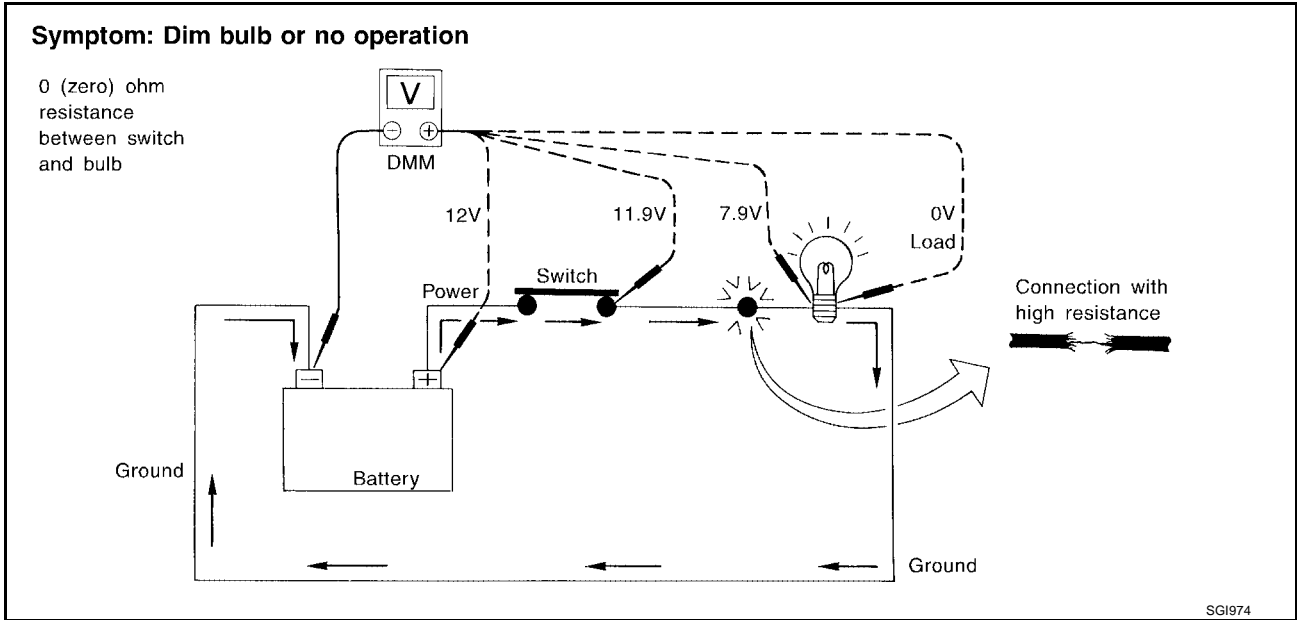 Symptom: Dim bulb or no operation
0 (zero) ohm
resistance
between switch
and bulb
V
− +
DMM
12V
11.9V
7.9V
0V
Load
Power
Switch
Connection with
high resistance
− +
Ground
Battery
Ground
SGI974